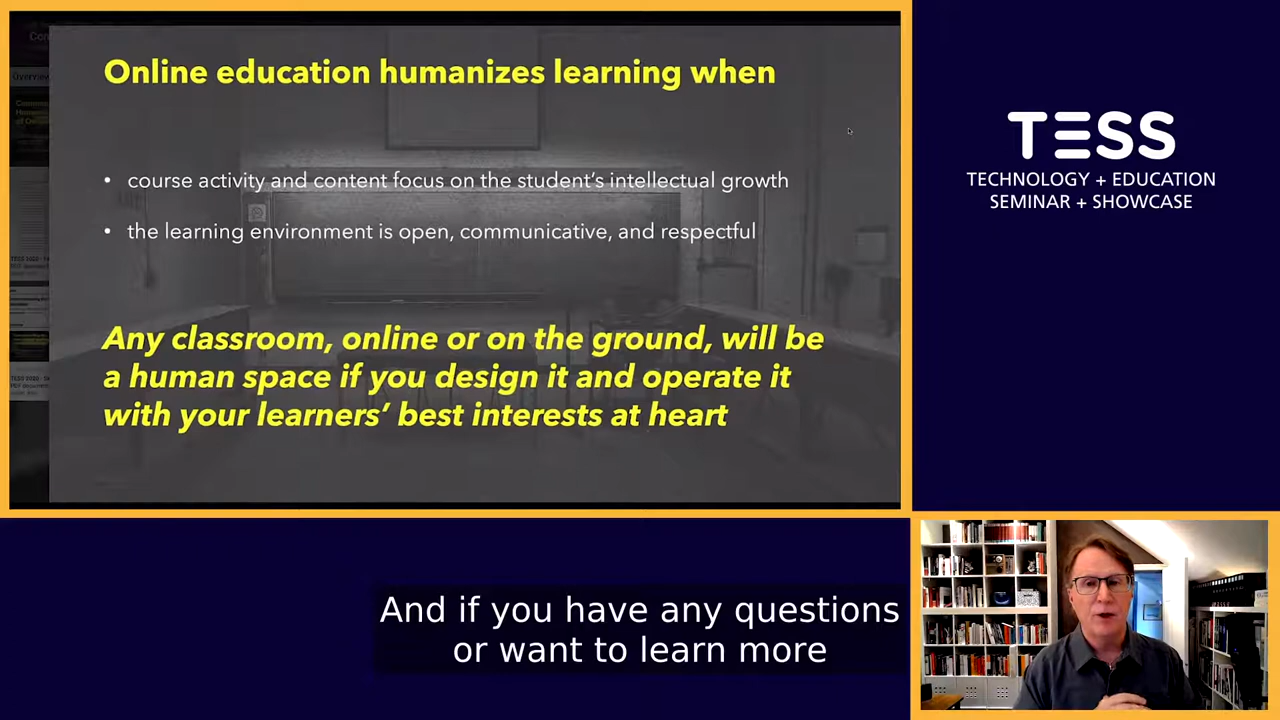 Online education humanizes learning when
• course activity and content focus on the student's intellectual growth
• the learning environment is open, communicative, and respectful
Any classroom, online or on the ground, will be
a human space if you design it and operate it
with your learners' best interests at heart
TESS
TECHNOLOGY + EDUCATION
SEMINAR + SHOWCASE
And if you have any questions
or want to learn more